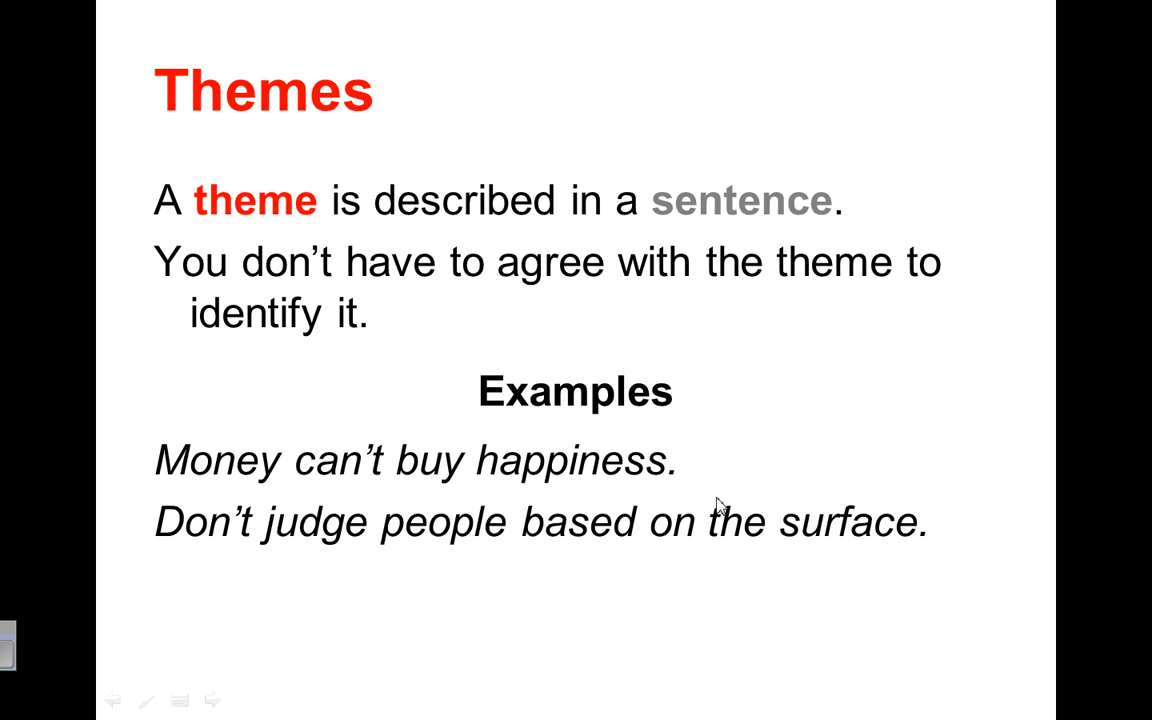 Themes
A theme is described in a sentence.
You don’t have to agree with the theme to
identify it.
Examples
Money can’t buy happiness.
Don’t judge people based on the surface.